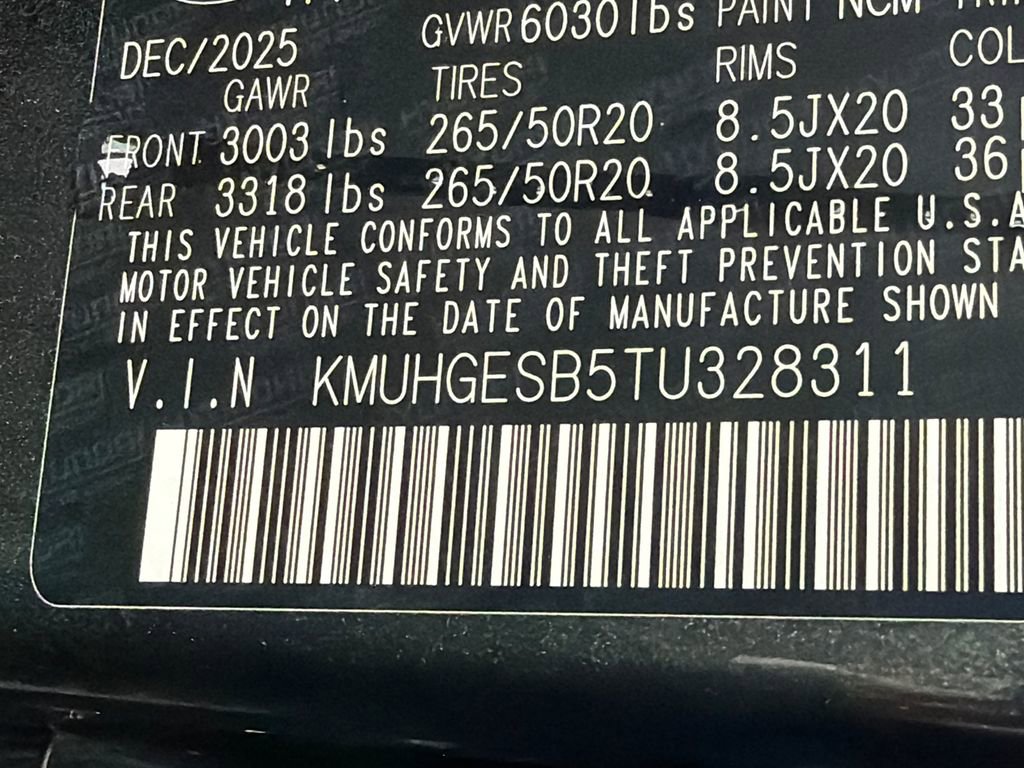 DEC/2025 GVWR 6030 lbs PAINT NCM
GAWR TIRES RIMS COL
FRONT 3003 lbs 265/50R20 8.5JX20 33
REAR 3318 lbs 265/50R20 8.5JX20 36
THIS VEHICLE CONFORMS TO ALL APPLICABLE U.S.A
MOTOR VEHICLE SAFETY AND THEFT PREVENTION STA
IN EFFECT ON THE DATE OF MANUFACTURE SHOWN
V.I.N KMUHGESB5TU328311